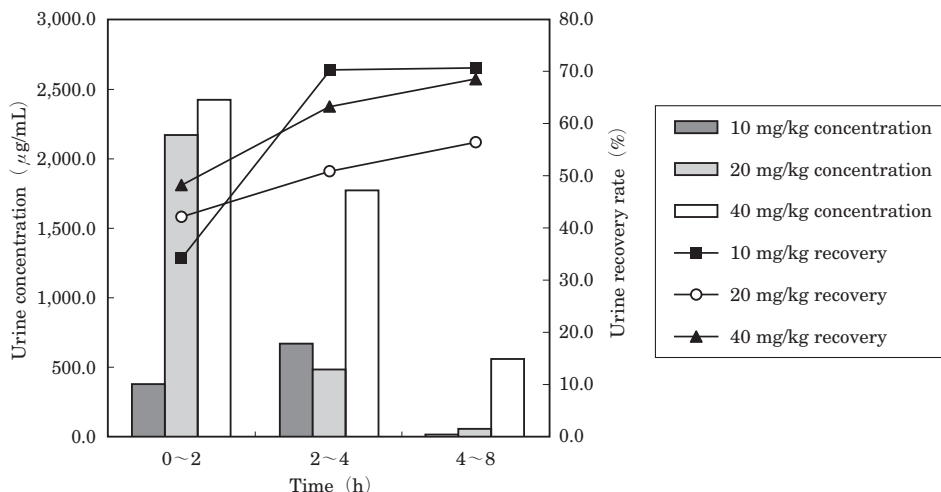 3,000.0
2,500.0
2,000.0
1,500.0
1,000.0
500.0
0.0
Urine concentration (μg/mL)
80.0
70.0
60.0
50.0
40.0
30.0
20.0
10.0
0.0
Urine recovery rate (%)
0～2
2～4
4～8
Time (h)
10 mg/kg concentration
20 mg/kg concentration
40 mg/kg concentration
10 mg/kg recovery
20 mg/kg recovery
40 mg/kg recovery